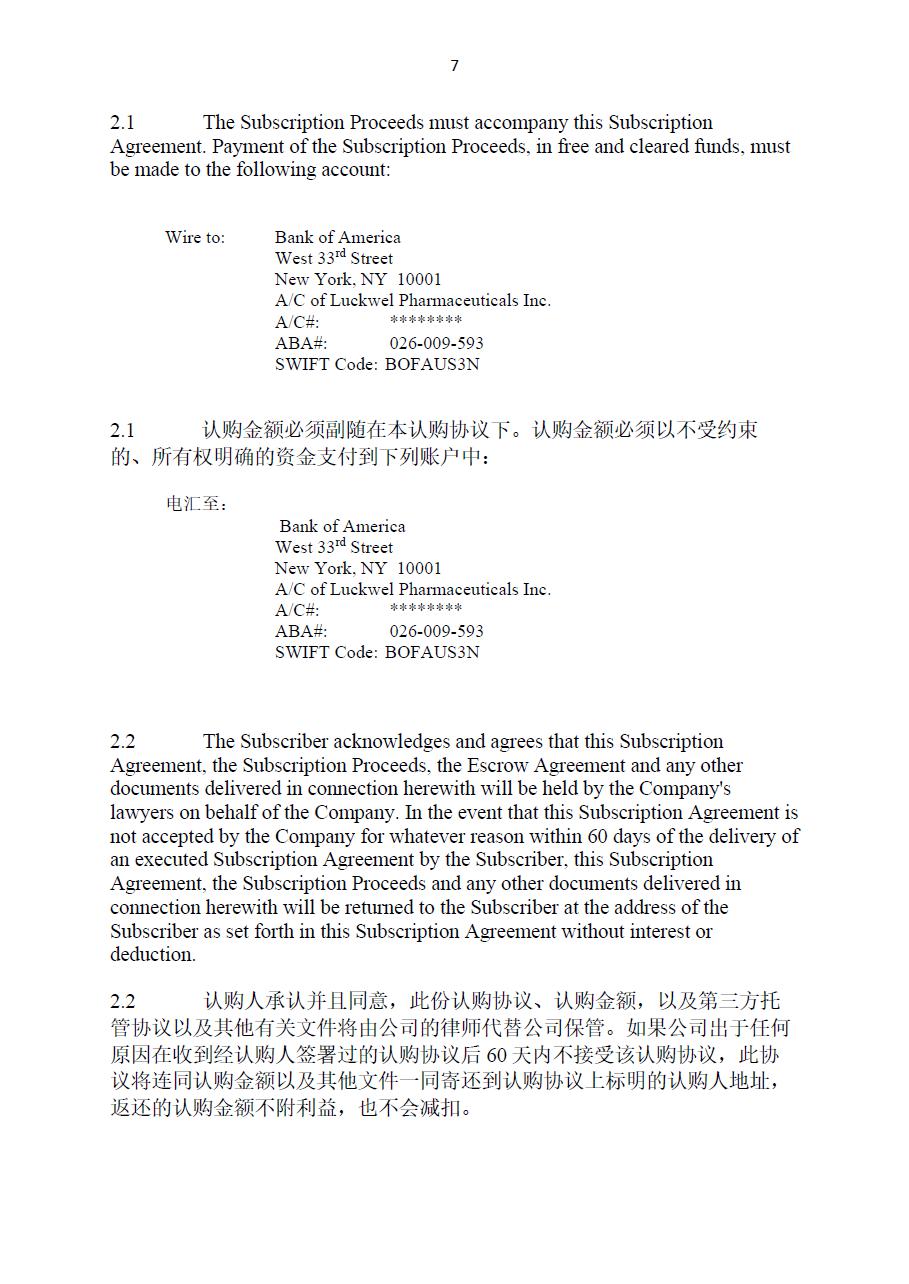 7
2.1 The Subscription Proceeds must accompany this Subscription
Agreement. Payment of the Subscription Proceeds, in free and cleared funds, must
be made to the following account:
Wire to: Bank of America
West 33rd Street
New York, NY 10001
A/C of Luckwel Pharmaceuticals Inc.
A/C#: ********
ABA#: 026-009-593
SWIFT Code: BOFAUS3N
2.1 认购金额必须副随在本认购协议下。认购金额必须以不受约束
的、所有权明确的资金支付到下列账户中：
电汇至：
Bank of America
West 33rd Street
New York, NY 10001
A/C of Luckwel Pharmaceuticals Inc.
A/C#: ********
ABA#: 026-009-593
SWIFT Code: BOFAUS3N
2.2 The Subscriber acknowledges and agrees that this Subscription
Agreement, the Subscription Proceeds, the Escrow Agreement and any other
documents delivered in connection herewith will be held by the Company's
lawyers on behalf of the Company. In the event that this Subscription Agreement is
not accepted by the Company for whatever reason within 60 days of the delivery of
an executed Subscription Agreement by the Subscriber, this Subscription
Agreement, the Subscription Proceeds and any other documents delivered in
connection herewith will be returned to the Subscriber at the address of the
Subscriber as set forth in this Subscription Agreement without interest or
deduction.
2.2 认购人承认并且同意，此份认购协议、认购金额，以及第三方托
管协议以及其他有关文件将由公司的律师代替公司保管。如果公司出于任何
原因在收到经认购人签署过的认购协议后 60 天内不接受该认购协议，此协
议将连同认购金额以及其他文件一同寄还到认购协议上标明的认购人地址，
返还的认购金额不附利益，也不会减扣。